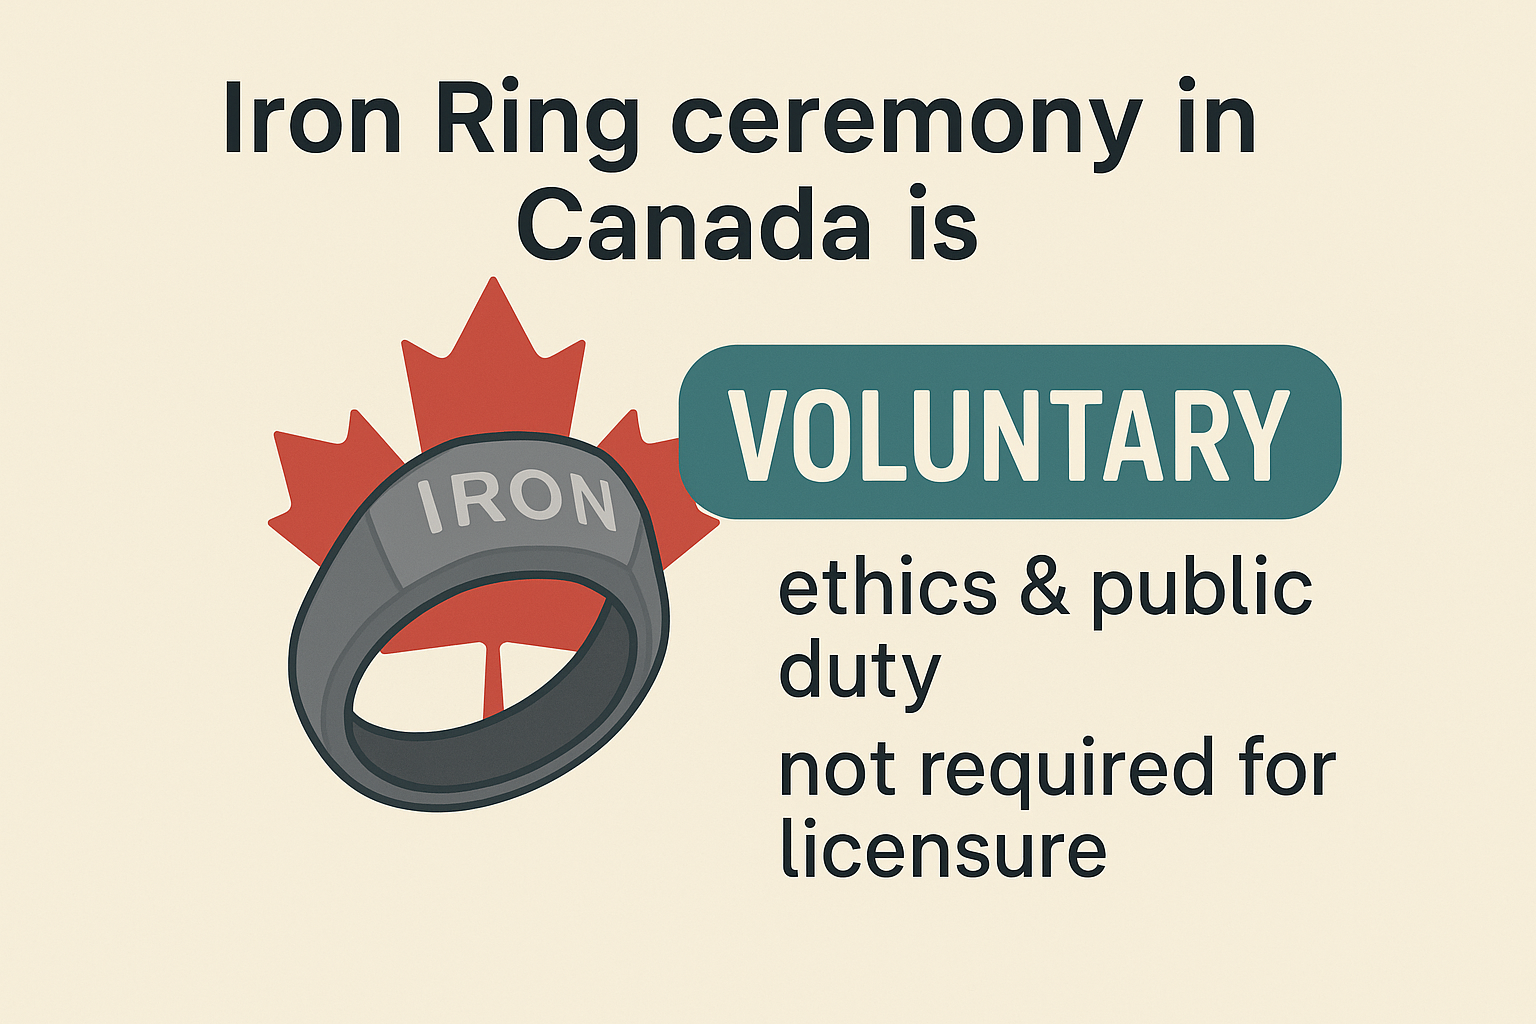 Iron Ring ceremony in
Canada is
IRON
VOLUNTARY
ethics & public
duty
not required for
licensure